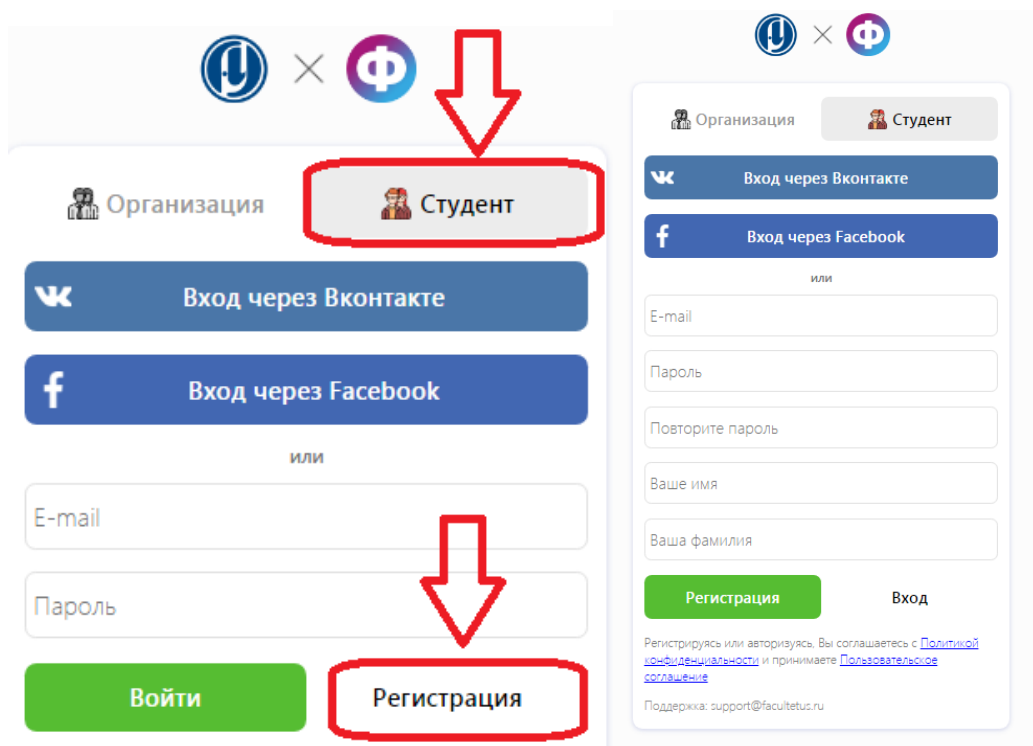 Организация
Студент
Вход через Вконтакте
Вход через Facebook
или
E-mail
Пароль
Войти
Регистрация
Организация
Студент
Вход через Вконтакте
Вход через Facebook
или
E-mail
Пароль
Повторите пароль
Ваше имя
Ваша фамилия
Регистрация
Вход
Регистрируясь или авторизуясь, Вы соглашаетесь с Политикой
конфиденциальности и принимаете Пользовательское
соглашение
Поддержка: support@facultetus.ru